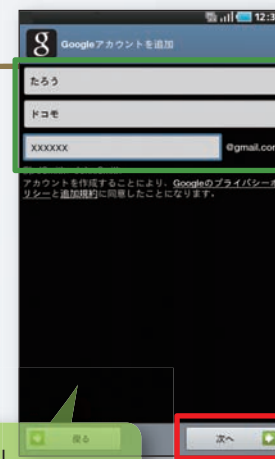 12:3
8 Googleアカウントを追加
たろう
ドコモ
xxxxxx @gmail.com
アカウントを作成することにより、Googleのプライバシーポ
リシーと追加規約に同意したことになります。
戻る 次へ